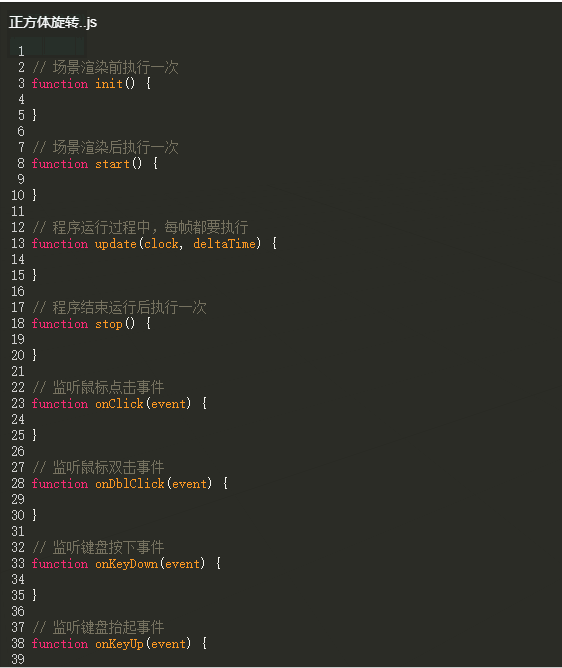 正方体旋转..js
1
2 // 场景渲染前执行一次
3 function init() {
4
5 }
6
7 // 场景渲染后执行一次
8 function start() {
9
10 }
11
12 // 程序运行过程中，每帧都要执行
13 function update(clock, deltaTime) {
14
15 }
16
17 // 程序结束运行后执行一次
18 function stop() {
19
20 }
21
22 // 监听鼠标点击事件
23 function onClick(event) {
24
25 }
26
27 // 监听鼠标双击事件
28 function onDblClick(event) {
29
30 }
31
32 // 监听键盘按下事件
33 function onKeyDown(event) {
34
35 }
36
37 // 监听键盘抬起事件
38 function onKeyUp(event) {
39